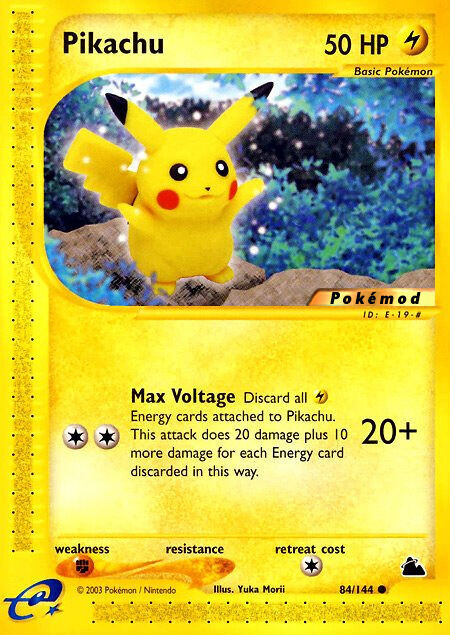 Pikachu 50 HP
Basic Pokémon
Pokémod
ID: E-19-#
Max Voltage Discard all
Energy cards attached to Pikachu.
This attack does 20 damage plus 10
more damage for each Energy card
discarded in this way.
20+
weakness resistance retreat cost
© 2003 Pokémon / Nintendo Illus. Yuka Morii 84/144
e